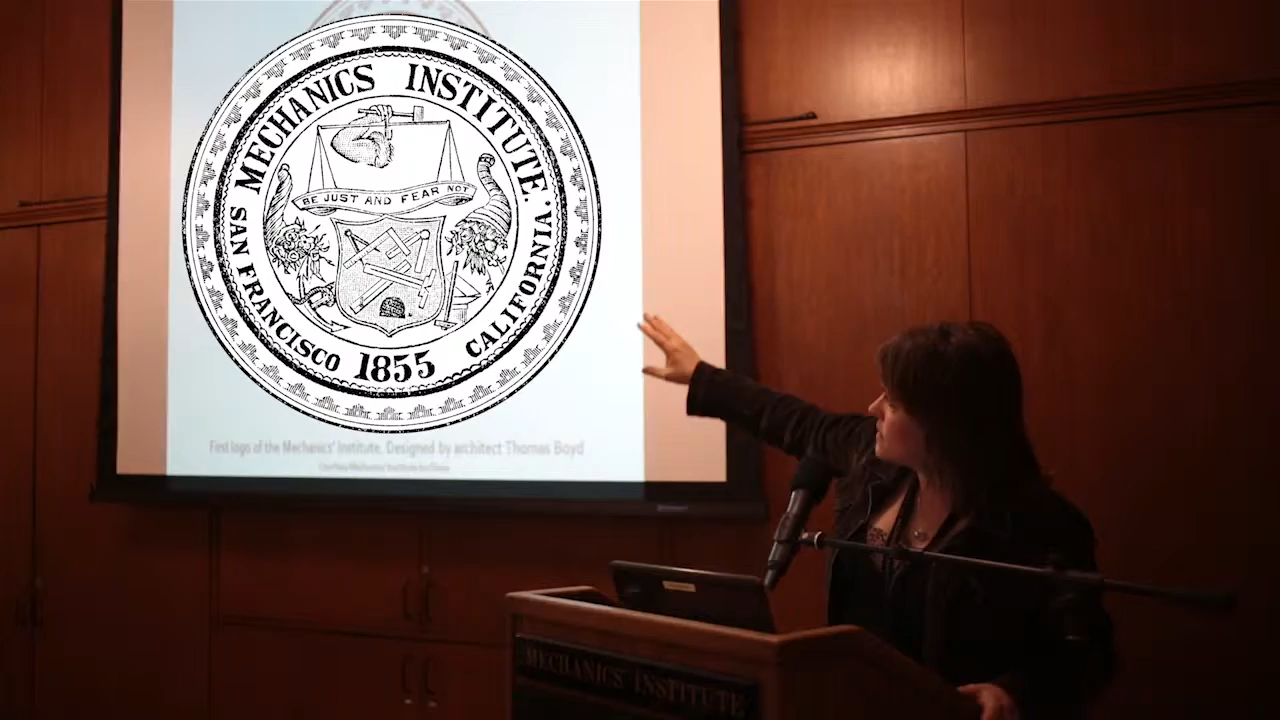 MECHANICS INSTITUTE.
BE JUST AND FEAR NOT
SAN FRANCISCO 1855 CALIFORNIA.
First logo of the Mechanics' Institute. Designed by architect Thomas Boyd
MECHANICS' INSTITUTE